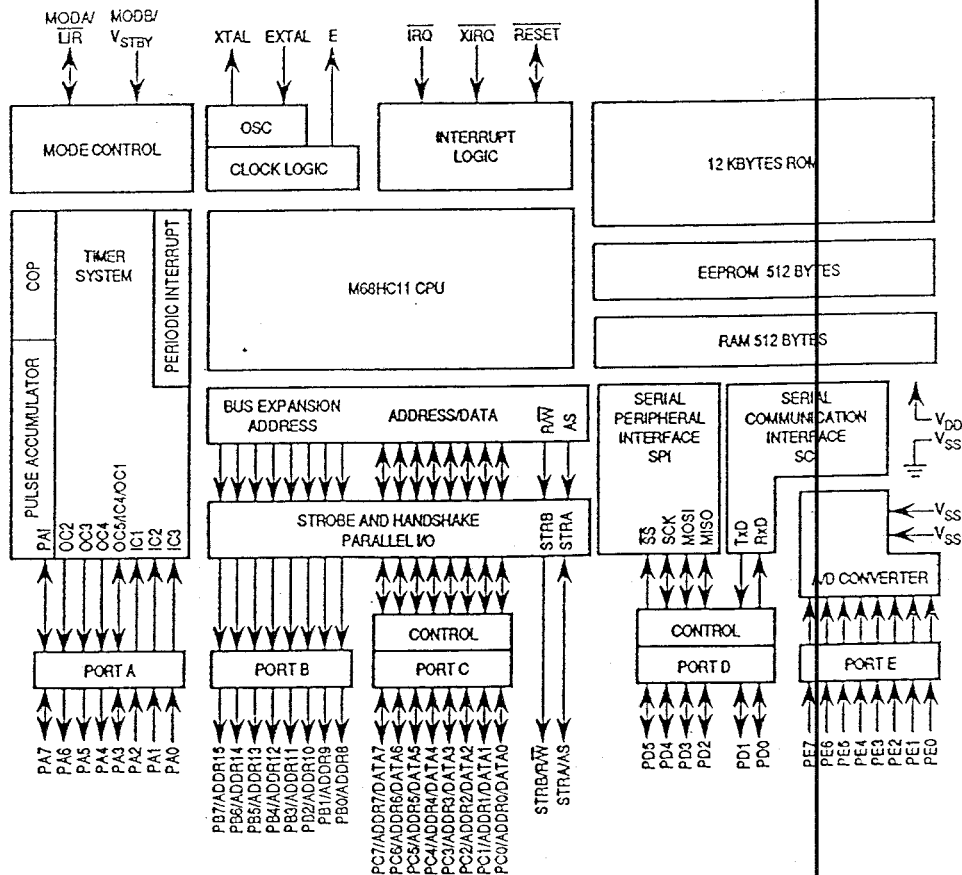 MODA/
LIR
MODB/
VSTBY
XTAL
EXTAL
E
IRQ
XIRQ
RESET
MODE CONTROL
OSC
CLOCK LOGIC
INTERRUPT
LOGIC
12 KBYTES ROM
COP
TIMER
SYSTEM
PERIODIC INTERRUPT
M68HC11 CPU
EEPROM 512 BYTES
RAM 512 BYTES
PULSE ACCUMULATOR
BUS EXPANSION
ADDRESS
ADDRESS/DATA
R/W
AS
SERIAL
PERIPHERAL
INTERFACE
SPI
SERIAL
COMMUNICATION
INTERFACE
SC
VDD
VSS
PAI
OC2
OC3
OC4
OC5/IC4/OC1
IC1
IC2
IC3
STROBE AND HANDSHAKE
PARALLEL I/O
STRB
STRA
SS
SCK
MOSI
MISO
TxD
RxD
VSS
VSS
A/D CONVERTER
CONTROL
CONTROL
PORT A
PORT B
PORT C
PORT D
PORT E
PA7
PA6
PA5
PA4
PA3
PA2
PA1
PA0
PB7/ADDR15
PB6/ADDR14
PB5/ADDR13
PB4/ADDR12
PB3/ADDR11
PD2/ADDR10
PB1/ADDR9
PB0/ADDR8
PC7/ADDR7/DATA7
PC6/ADDR6/DATA6
PC5/ADDR5/DATA5
PC4/ADDR4/DATA4
PC3/ADDR3/DATA3
PC2/ADDR2/DATA2
PC1/ADDR1/DATA1
PC0/ADDR0/DATA0
STRB/R/W
STRA/AS
PD5
PD4
PD3
PD2
PD1
PD0
PE7
PE6
PE5
PE4
PE3
PE2
PE1
PE0